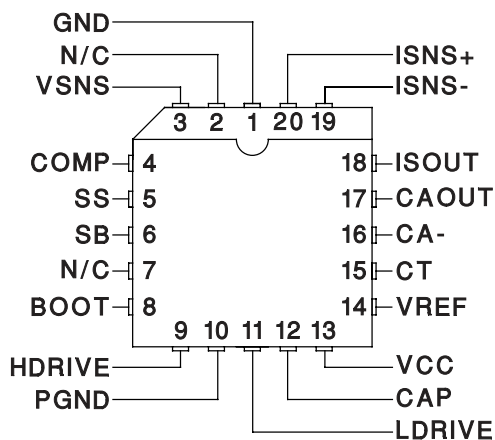 GND
N/C ISNS+
VSNS ISNS-
3 2 1 20 19
COMP 4 18 ISOUT
SS 5 17 CAOUT
SB 6 16 CA-
N/C 7 15 CT
BOOT 8 14 VREF
9 10 11 12 13
HDRIVE VCC
PGND CAP
LDRIVE